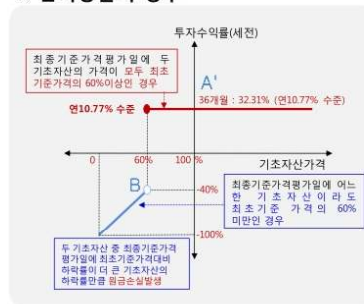 투자수익률(세전)
최종기준가격평가일에 두
기초자산의 가격이 모두 최초
기준가격의 60%이상인 경우
A'
36개월 : 32.31% (연10.77% 수준)
연10.77% 수준
0 60% 100 %
기초자산가격
B
-40%
최종기준가격평가일에 어느
한 기초자산이라도
최초기준 가격의 60%
미만인 경우
-100%
두 기초자산 중 최종기준가격
평가일에 최초기준가격대비
하락률이 더 큰 기초자산의
하락률만큼 원금손실발생